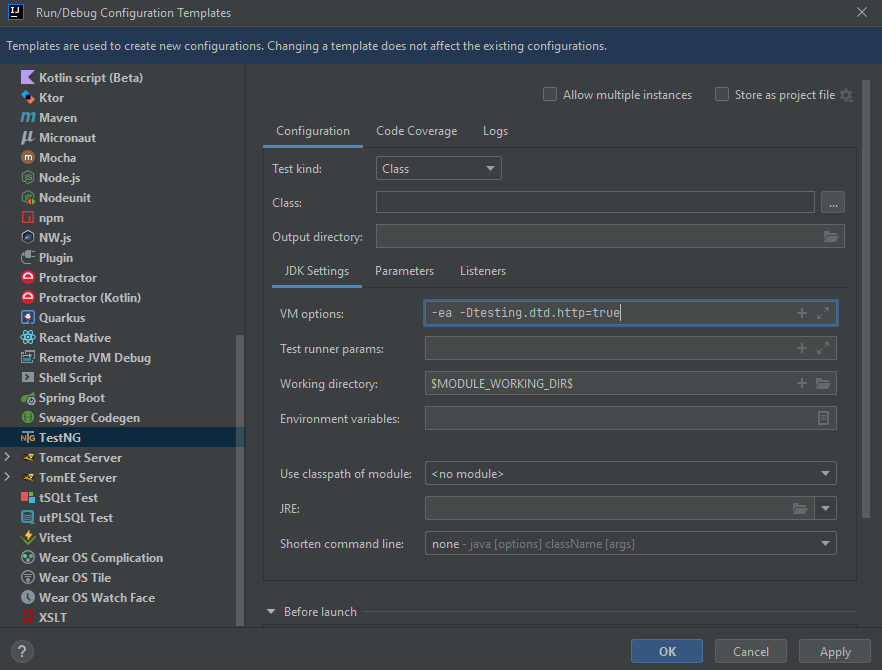 Run/Debug Configuration Templates
Templates are used to create new configurations. Changing a template does not affect the existing configurations.
Kotlin script (Beta)
Ktor
Maven
Micronaut
Mocha
Node.js
Nodeunit
npm
NW.js
Plugin
Protractor
Protractor (Kotlin)
Quarkus
React Native
Remote JVM Debug
Shell Script
Spring Boot
Swagger Codegen
TestNG
Tomcat Server
TomEE Server
tSQLt Test
utPLSQL Test
Vitest
Wear OS Complication
Wear OS Tile
Wear OS Watch Face
XSLT
Allow multiple instances Store as project file
Configuration Code Coverage Logs
Test kind: Class
Class: ...
Output directory:
JDK Settings Parameters Listeners
VM options: -ea -Dtesting.dtd.http=true
Test runner params:
Working directory: $MODULE_WORKING_DIR$
Environment variables:
Use classpath of module: <no module>
JRE:
Shorten command line: none - java [options] className [args]
Before launch
? OK Cancel Apply